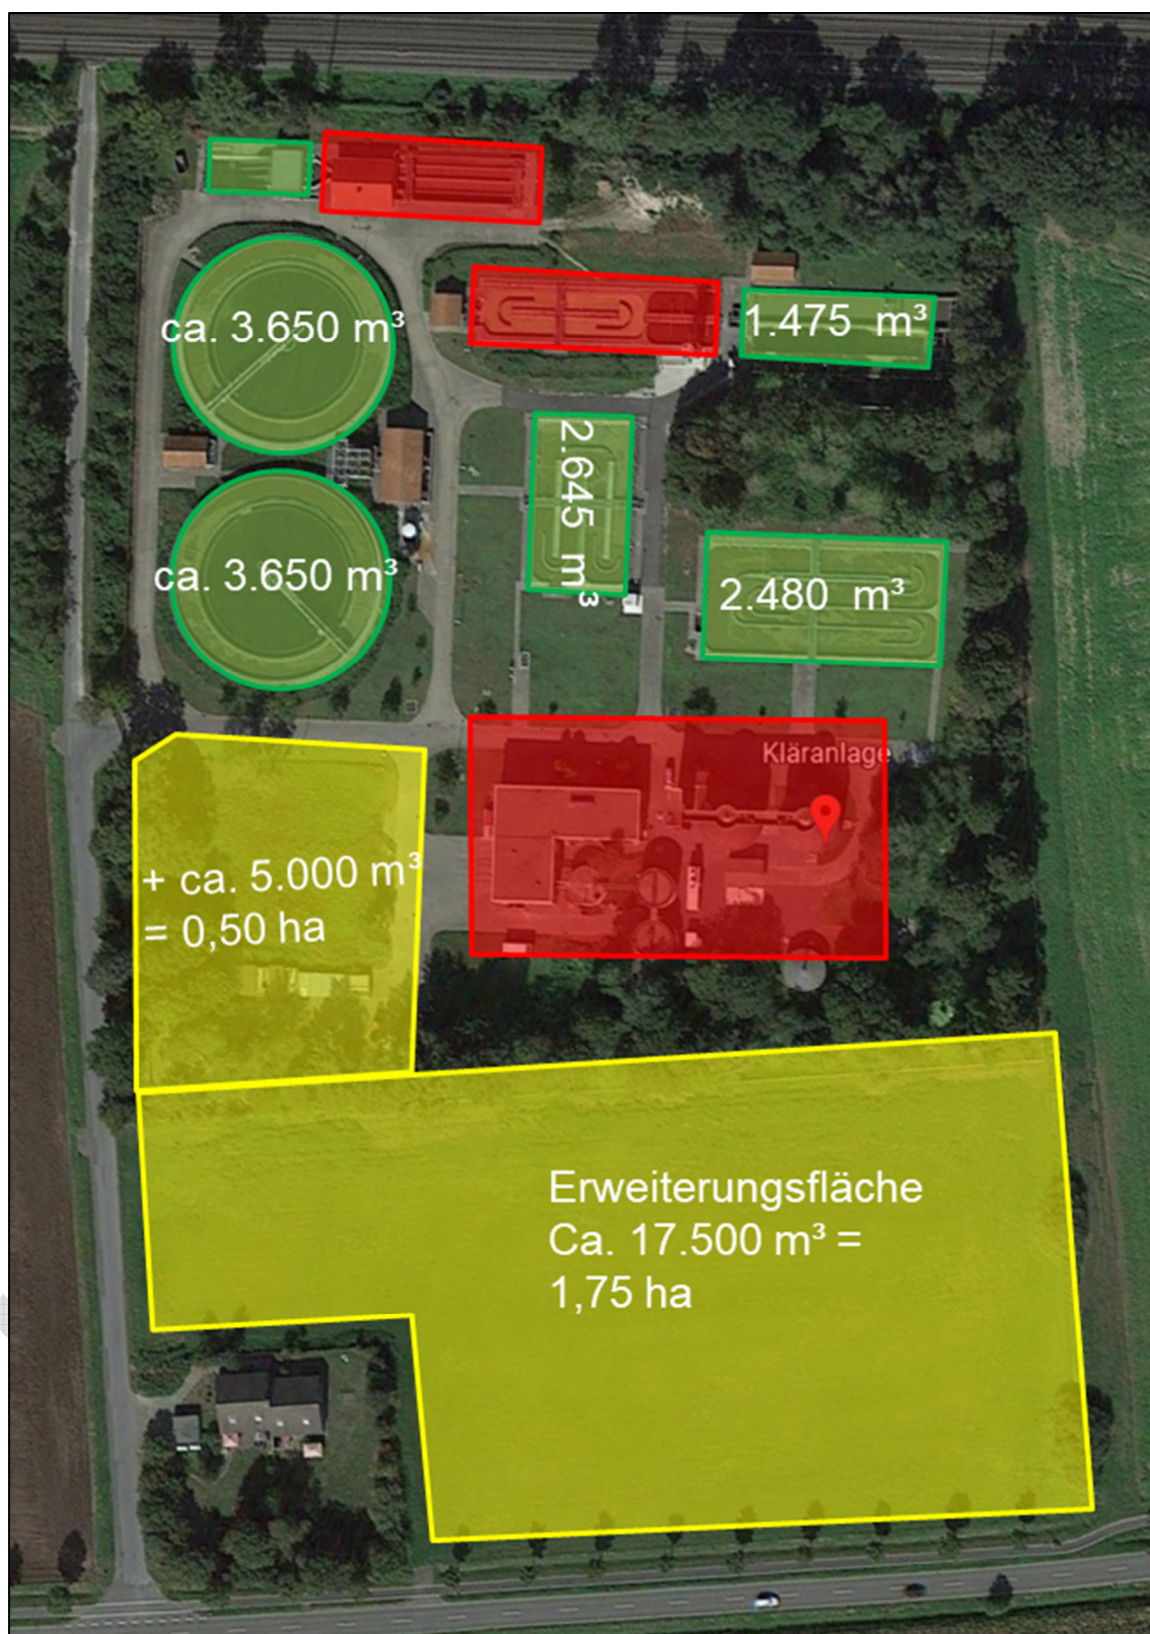 ca. 3.650 m³
1.475 m³
2.645 m³
ca. 3.650 m³
2.480 m³
Kläranlage
+ ca. 5.000 m³
= 0,50 ha
Erweiterungsfläche
Ca. 17.500 m³ =
1,75 ha